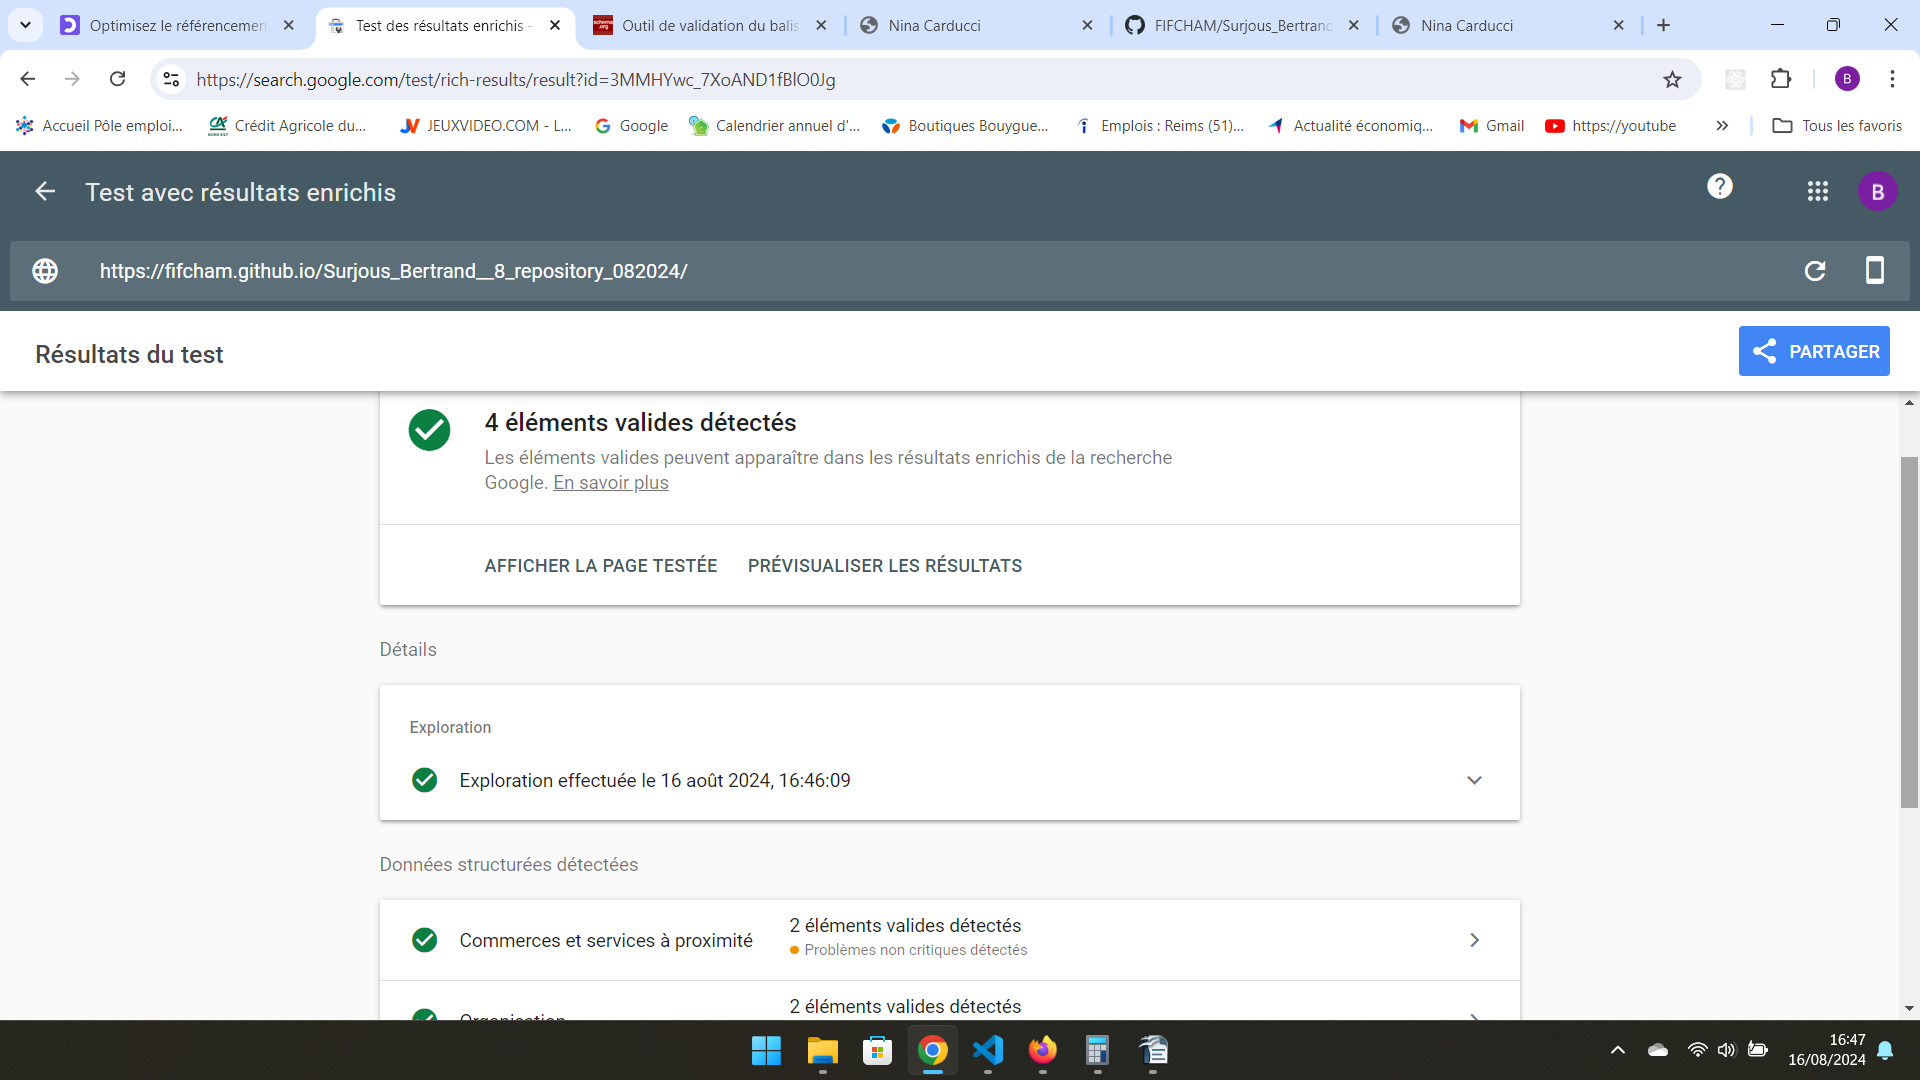 Optimisez le référencemen
Test des résultats enrichis -
Outil de validation du balis
Nina Carducci
FIFCHAM/Surjous_Bertrand
Nina Carducci
https://search.google.com/test/rich-results/result?id=3MMHYwc_7XoAND1fBlO0Jg
B
Accueil Pôle emploi...
Crédit Agricole du...
JEUXVIDEO.COM - L...
Google
Calendrier annuel d'...
Boutiques Bouygue...
Emplois : Reims (51)...
Actualité économiq...
Gmail
https://youtube
Tous les favoris
Test avec résultats enrichis
B
https://fifcham.github.io/Surjous_Bertrand__8_repository_082024/
Résultats du test
PARTAGER
4 éléments valides détectés
Les éléments valides peuvent apparaître dans les résultats enrichis de la recherche
Google. En savoir plus
AFFICHER LA PAGE TESTÉE
PRÉVISUALISER LES RÉSULTATS
Détails
Exploration
Exploration effectuée le 16 août 2024, 16:46:09
Données structurées détectées
Commerces et services à proximité
2 éléments valides détectés
Problèmes non critiques détectés
Organisation
2 éléments valides détectés
16:47
16/08/2024